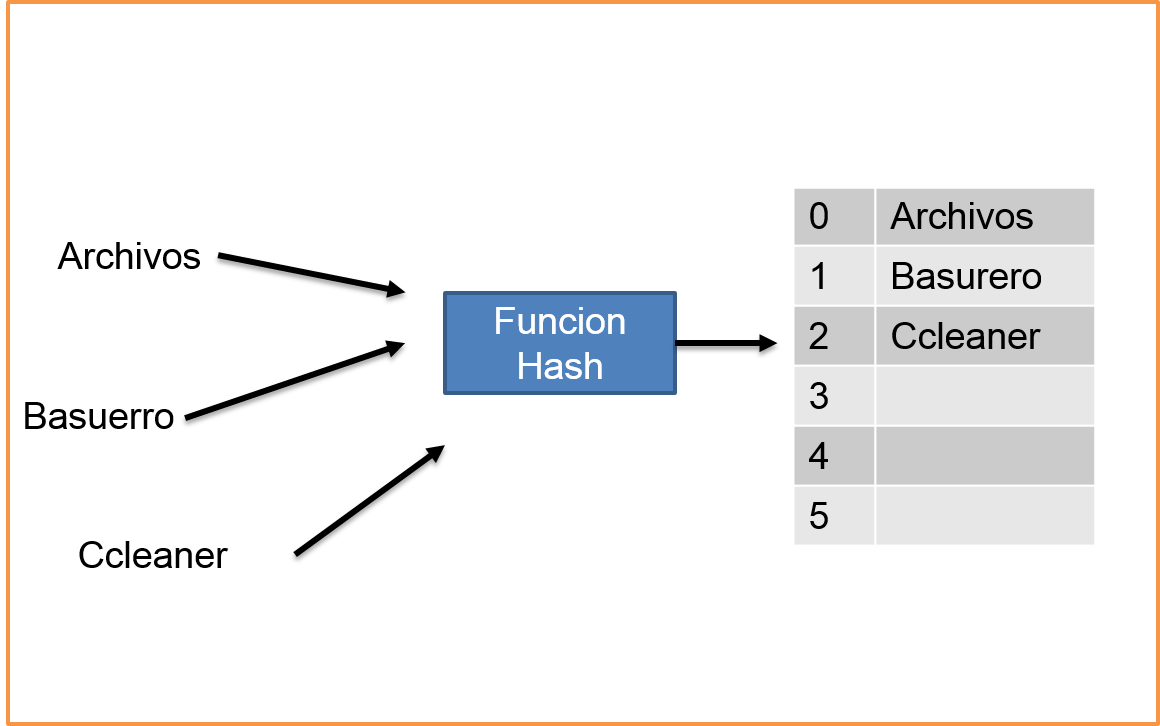 Archivos
Basuerro
Ccleaner
Funcion
Hash
0 Archivos
1 Basurero
2 Ccleaner
3
4
5